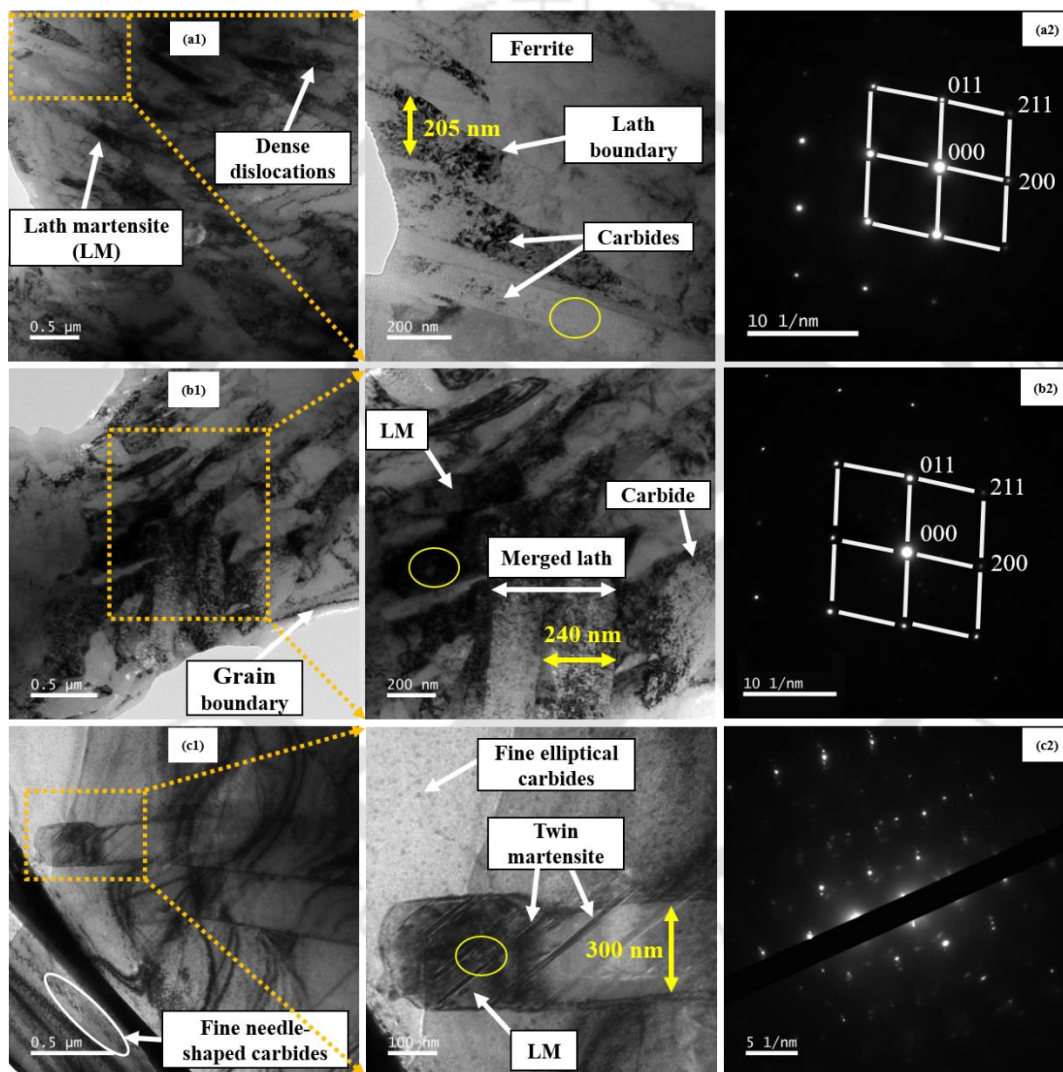 (a1)
Dense
dislocations
Lath martensite
(LM)
0.5 μm
Ferrite
205 nm
Lath
boundary
Carbides
200 nm
(a2)
011
211
000
200
10 1/nm
(b1)
Grain
boundary
0.5 μm
LM
Carbide
Merged lath
240 nm
200 nm
(b2)
011
211
000
200
10 1/nm
(c1)
Fine needle-
shaped carbides
0.5 μm
Fine elliptical
carbides
Twin
martensite
300 nm
LM
100 nm
(c2)
5 1/nm